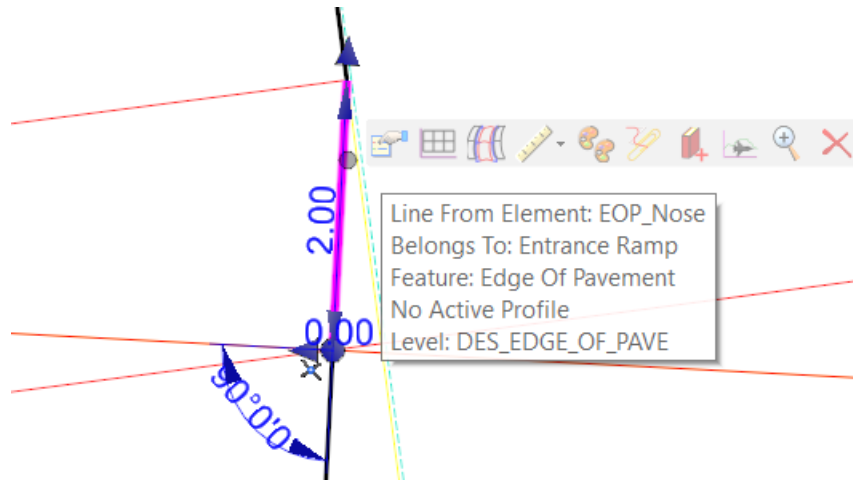 2.00
Line From Element: EOP_Nose
Belongs To: Entrance Ramp
Feature: Edge Of Pavement
No Active Profile
Level: DES_EDGE_OF_PAVE
0.00
90°0'0"